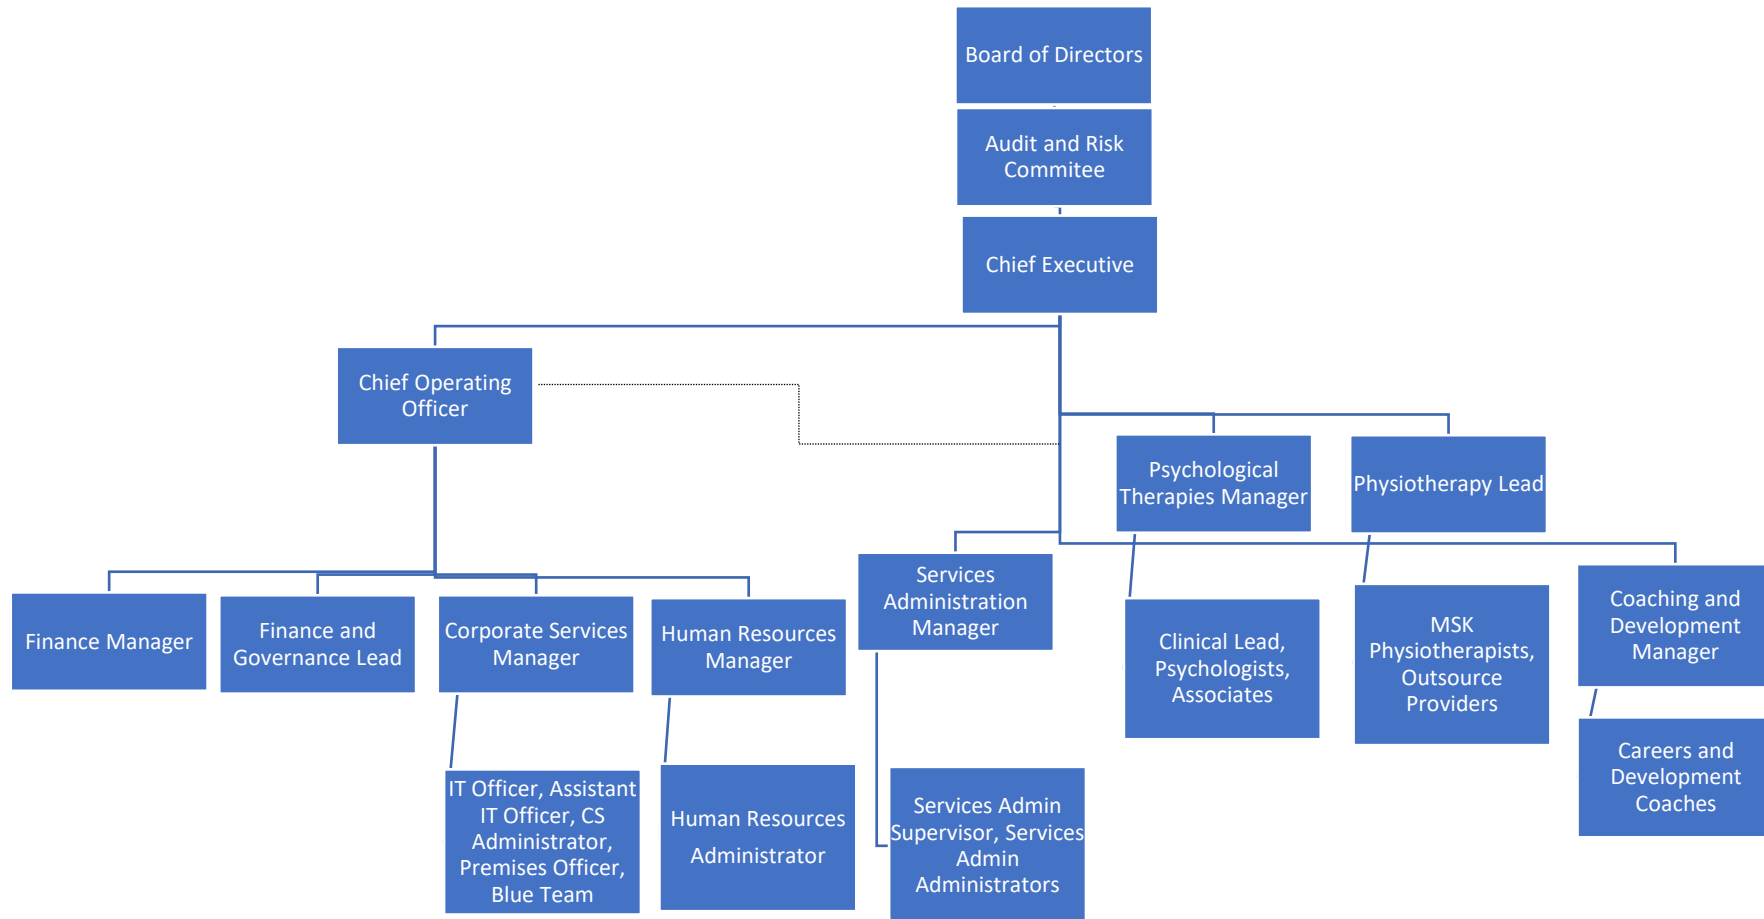 Board of Directors
Audit and Risk
Commitee
Chief Executive
Chief Operating
Officer
Psychological
Therapies Manager
Physiotherapy Lead
Finance Manager
Finance and
Governance Lead
Corporate Services
Manager
Human Resources
Manager
Services
Administration
Manager
Clinical Lead,
Psychologists,
Associates
MSK
Physiotherapists,
Outsource
Providers
Coaching and
Development
Manager
IT Officer, Assistant
IT Officer, CS
Administrator,
Premises Officer,
Blue Team
Human Resources
Administrator
Services Admin
Supervisor, Services
Admin
Administrators
Careers and
Development
Coaches